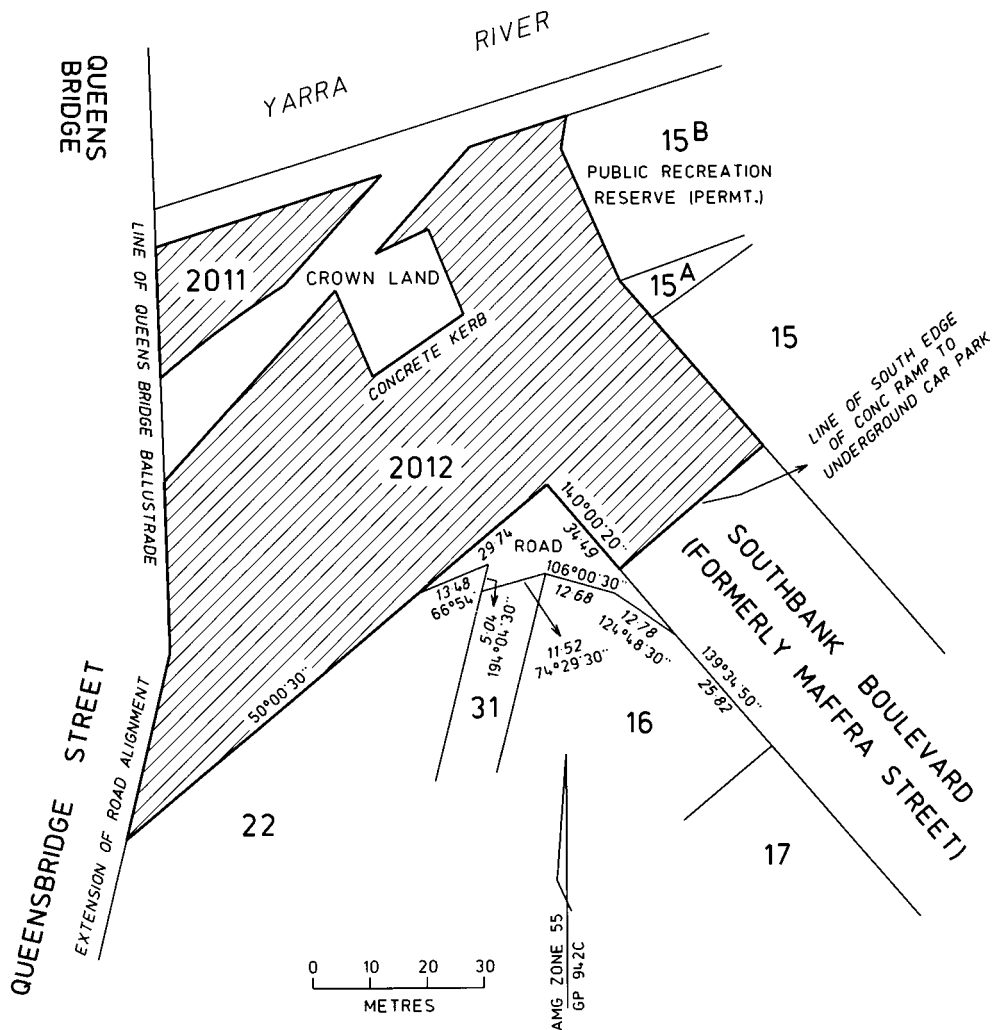 YARRA RIVER
QUEENS
BRIDGE
15B
PUBLIC RECREATION
RESERVE (PERMT.)
LINE OF QUEENS BRIDGE BALLUSTRADE
2011
CROWN LAND
15A
CONCRETE KERB
15
LINE OF SOUTH EDGE
OF CONC RAMP TO
UNDERGROUND CAR PARK
2012
140°00'20"
34·49
29·74
ROAD
106°00'30"
12·68
13·48
66°54'
5·04
194°04'30"
11·52
74°29'30"
12·78
124°48'30"
139°34'50"
25·82
SOUTHBANK BOULEVARD
(FORMERLY MAFFRA STREET)
50°00'30"
31
16
QUEENSBRIDGE STREET
EXTENSION OF ROAD ALIGNMENT
22
17
0 10 20 30
METRES
AMG ZONE 55
GP 942C